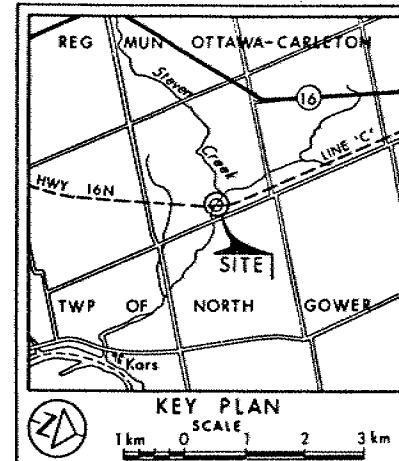 REG MUN OTTAWA-CARLETON
Steven
Creek
16
HWY 16N
LINE 'C'
SITE
TWP OF NORTH GOWER
Kars
Z
KEY PLAN
SCALE
1 km 0 1 2 3 km